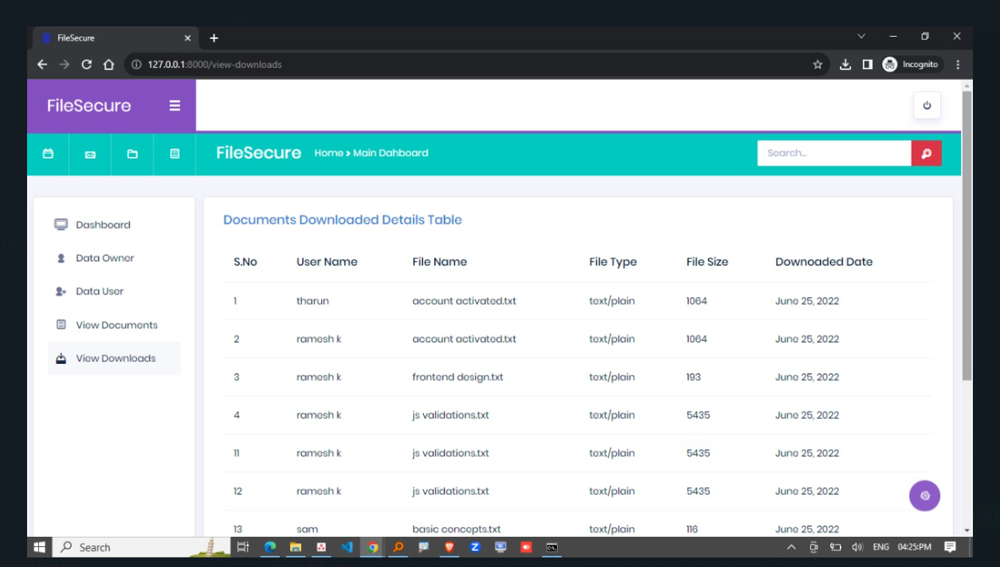 FileSecure
127.0.0.1:8000/view-downloads
Incognito
FileSecure
FileSecure Home > Main Dahboard Search...
Dashboard
Data Owner
Data User
View Documents
View Downloads
Documents Downloaded Details Table
S.No User Name File Name File Type File Size Downoaded Date
1 tharun account activated.txt text/plain 1064 June 25, 2022
2 ramesh k account activated.txt text/plain 1064 June 25, 2022
3 ramesh k frontend design.txt text/plain 193 June 25, 2022
4 ramesh k js validations.txt text/plain 5435 June 25, 2022
11 ramesh k js validations.txt text/plain 5435 June 25, 2022
12 ramesh k js validations.txt text/plain 5435 June 25, 2022
13 sam basic concepts.txt text/plain 116 June 25, 2022
Search ENG 04:25:PM